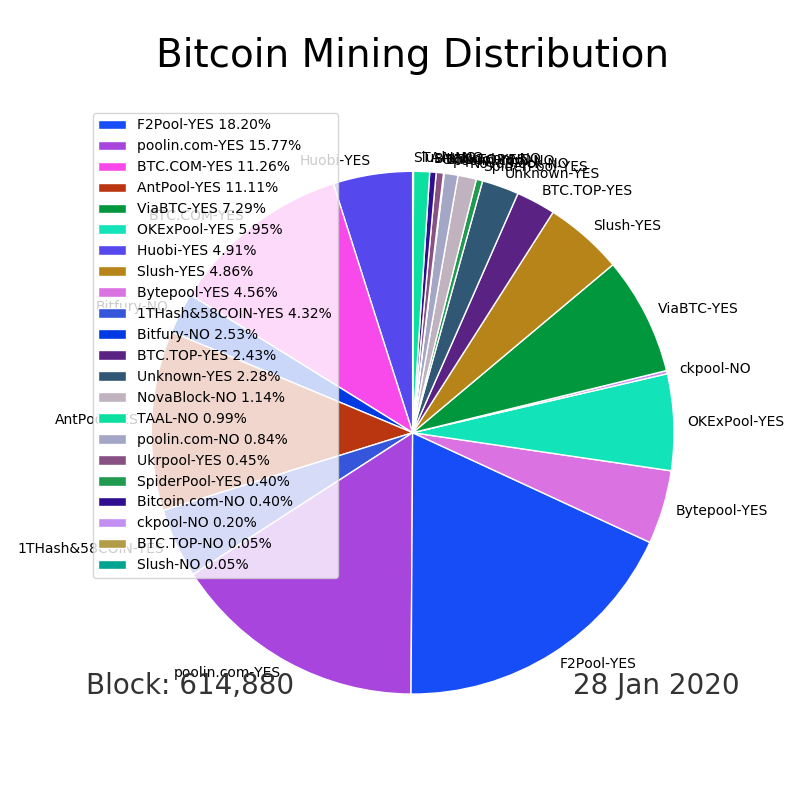 Bitcoin Mining Distribution
F2Pool-YES 18.20%
poolin.com-YES 15.77%
BTC.COM-YES 11.26%
AntPool-YES 11.11%
ViaBTC-YES 7.29%
OKExPool-YES 5.95%
Huobi-YES 4.91%
Slush-YES 4.86%
Bytepool-YES 4.56%
1THash&58COIN-YES 4.32%
Bitfury-NO 2.53%
BTC.TOP-YES 2.43%
Unknown-YES 2.28%
NovaBlock-NO 1.14%
TAAL-NO 0.99%
poolin.com-NO 0.84%
Ukrpool-YES 0.45%
SpiderPool-YES 0.40%
Bitcoin.com-NO 0.40%
ckpool-NO 0.20%
BTC.TOP-NO 0.05%
Slush-NO 0.05%
Huobi-YES
BTC.COM-YES
Bitfury-NO
AntPool-YES
1THash&58COIN-YES
poolin.com-YES
Unknown-YES
BTC.TOP-YES
Slush-YES
ViaBTC-YES
ckpool-NO
OKExPool-YES
Bytepool-YES
F2Pool-YES
Block: 614,880
28 Jan 2020